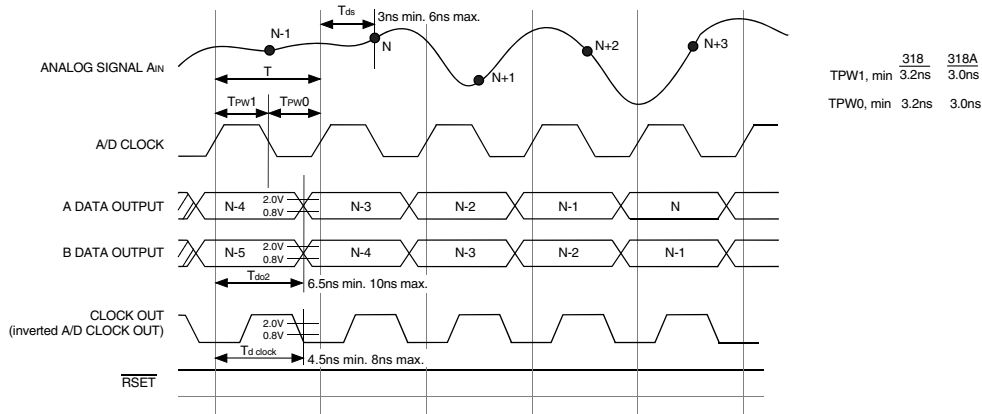 Tds
3ns min. 6ns max.
N-1
N
N+1
N+2
N+3
ANALOG SIGNAL AIN
T
318 318A
TPW1, min 3.2ns 3.0ns
TPW0, min 3.2ns 3.0ns
TPW1 TPW0
A/D CLOCK
A DATA OUTPUT
N-4 2.0V 0.8V N-3 N-2 N-1 N
B DATA OUTPUT
N-5 2.0V 0.8V N-4 N-3 N-2 N-1
Tdo2
6.5ns min. 10ns max.
CLOCK OUT
(inverted A/D CLOCK OUT)
2.0V
0.8V
Td clock
4.5ns min. 8ns max.
RSET